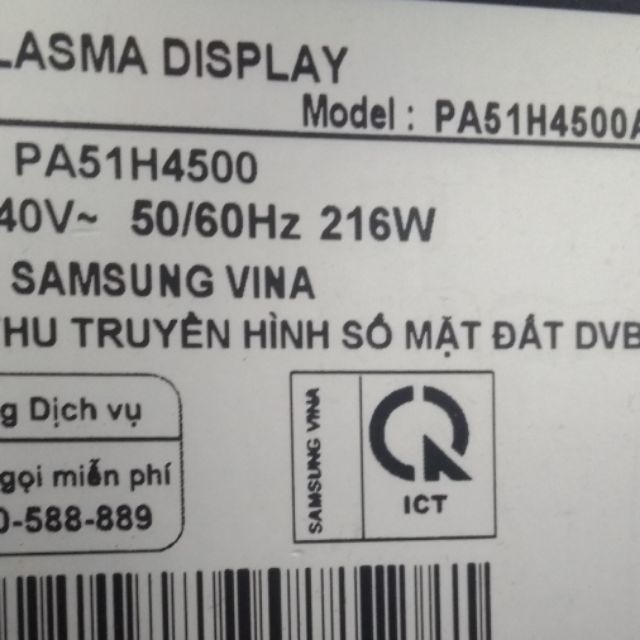 LASMA DISPLAY
Model : PA51H4500A
PA51H4500
40V~ 50/60Hz 216W
SAMSUNG VINA
THU TRUYỀN HÌNH SỐ MẶT ĐẤT DVB
g Dịch vụ
gọi miễn phí
0-588-889
SAMSUNG VINA
ICT